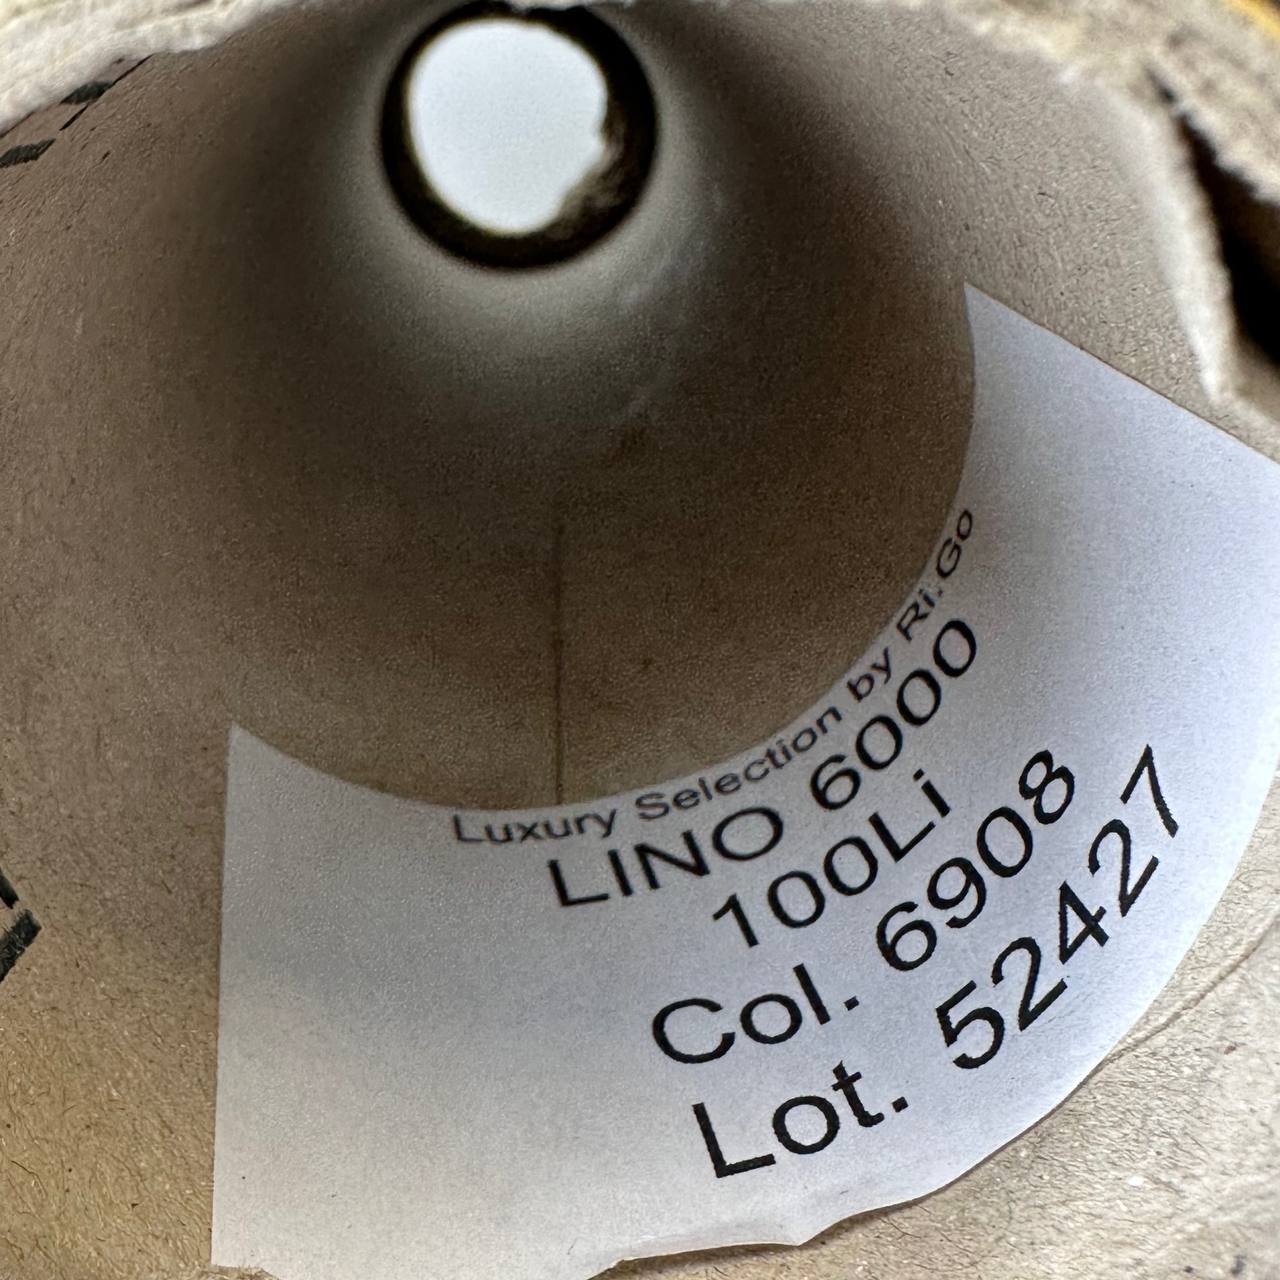 Luxury Selection by Ri.Go
LINO 6000
100Li
Col. 6908
Lot. 52427